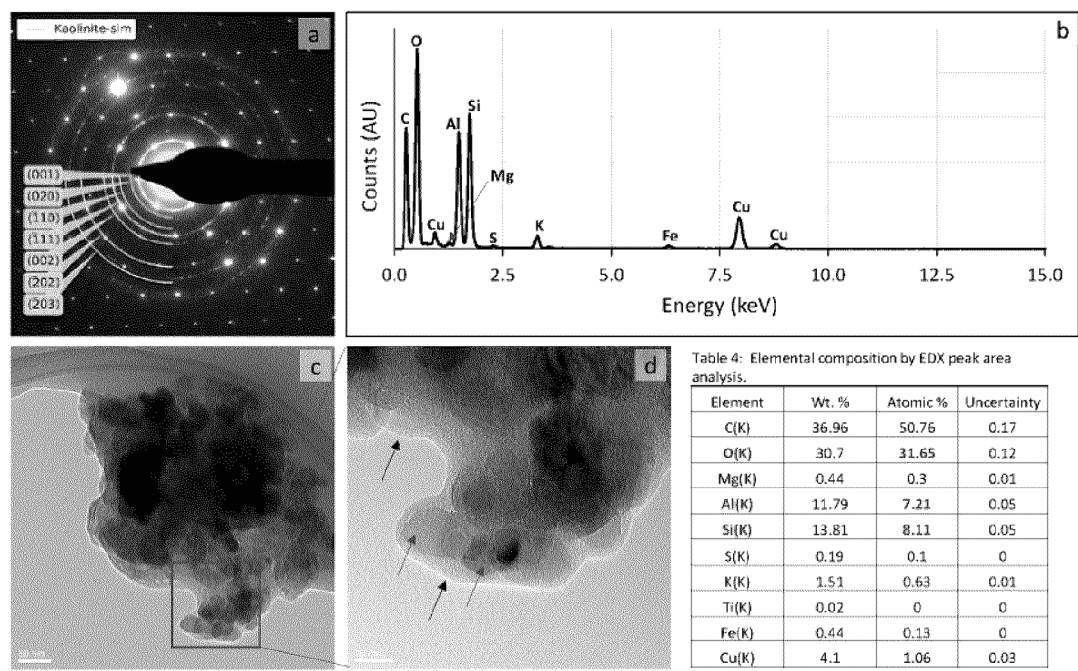 Kaolinite-sim
a
(001)
(020)
(110)
(111)
(002)
(202)
(203)
b
Counts (AU)
C
O
Cu
Al
Si
Mg
S
K
Fe
Cu
Cu
0.0 2.5 5.0 7.5 10.0 12.5 15.0
Energy (keV)
c
d
Table 4: Elemental composition by EDX peak area
analysis.
Element Wt. % Atomic % Uncertainty
C(K) 36.96 50.76 0.17
O(K) 30.7 31.65 0.12
Mg(K) 0.44 0.3 0.01
Al(K) 11.79 7.21 0.05
Si(K) 13.81 8.11 0.05
S(K) 0.19 0.1 0
K(K) 1.51 0.63 0.01
Ti(K) 0.02 0 0
Fe(K) 0.44 0.13 0
Cu(K) 4.1 1.06 0.03